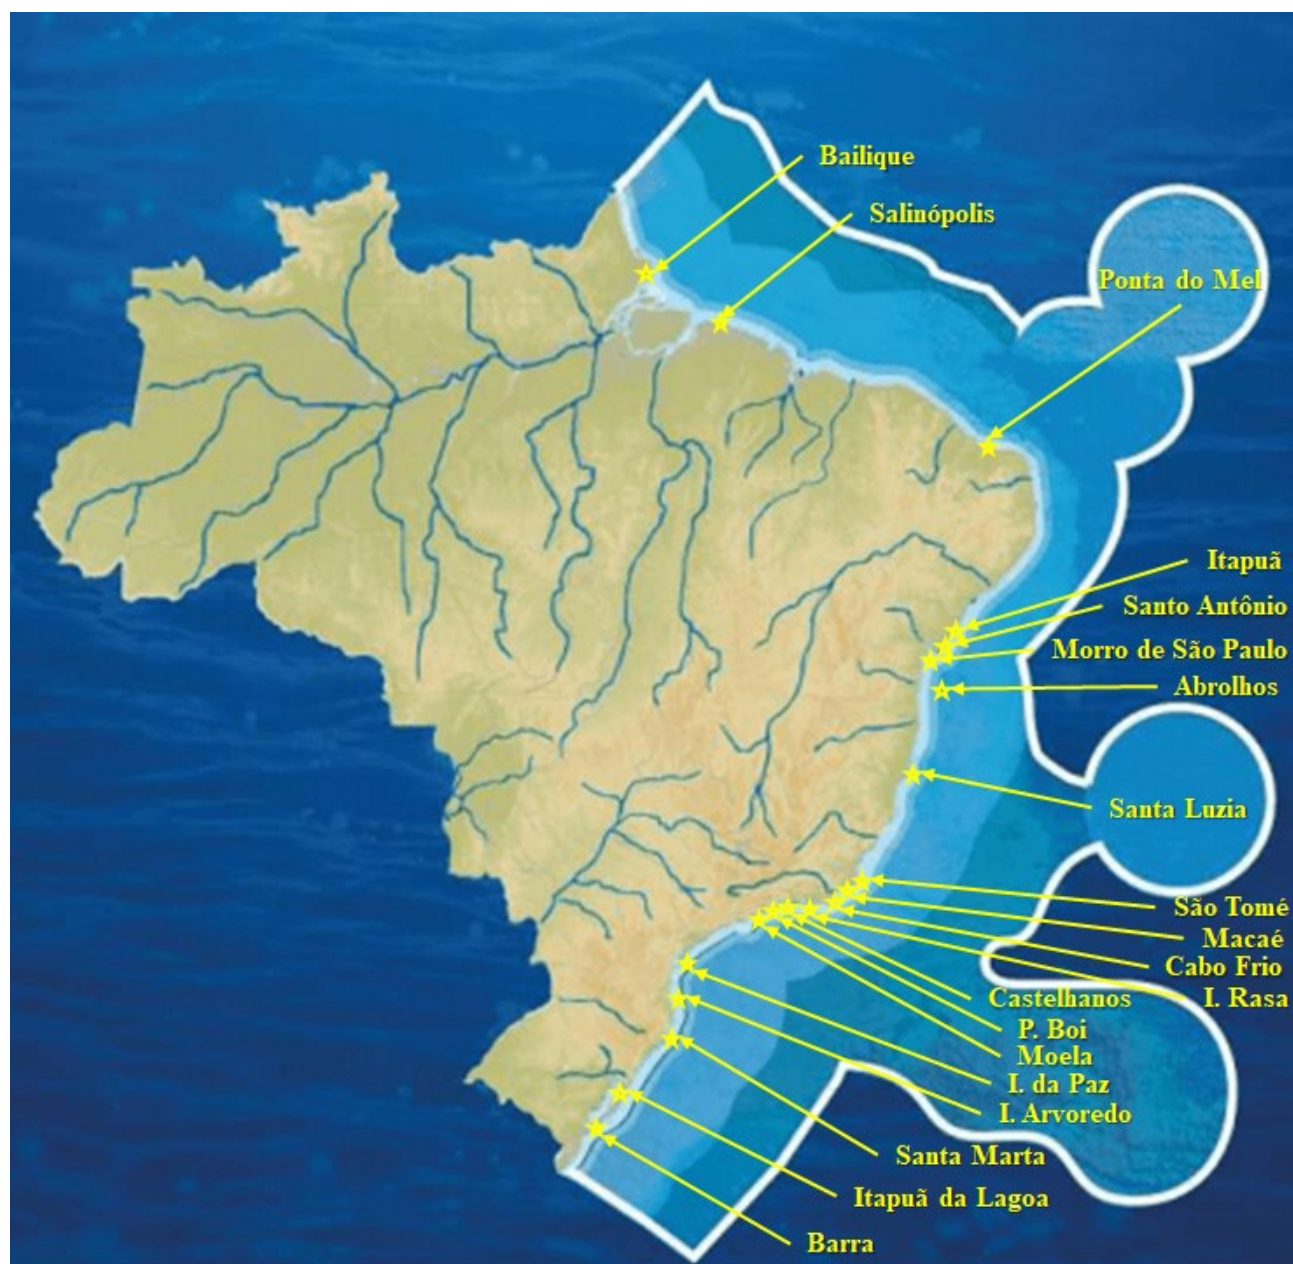 Bailique
Salinópolis
Ponta do Mel
Itapuã
Santo Antônio
Morro de São Paulo
Abrolhos
Santa Luzia
São Tomé
Macaé
Cabo Frio
I. Rasa
Castelhanos
P. Boi
Moela
I. da Paz
I. Arvoredo
Santa Marta
Itapuã da Lagoa
Barra